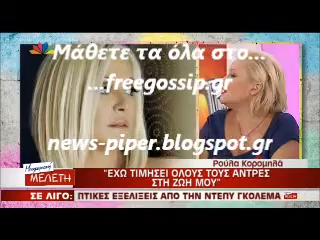 Μάθετε τα όλα στο...
...freegossip.gr
news-piper.blogspot.gr
Ρούλα Κορομηλά
Μεσημεριανή
ΜΕΛΕΤΗ
"ΕΧΩ ΤΙΜΗΣΕΙ ΟΛΟΥΣ ΤΟΥΣ ΑΝΤΡΕΣ
ΣΤΗ ΖΩΗ ΜΟΥ"
ΣΕ ΛΙΓΟ: ΠΤΙΚΕΣ ΕΞΕΛΙΞΕΙΣ ΑΠΟ ΤΗΝ ΝΤΕΠΥ ΓΚΟΛΕΜΑ